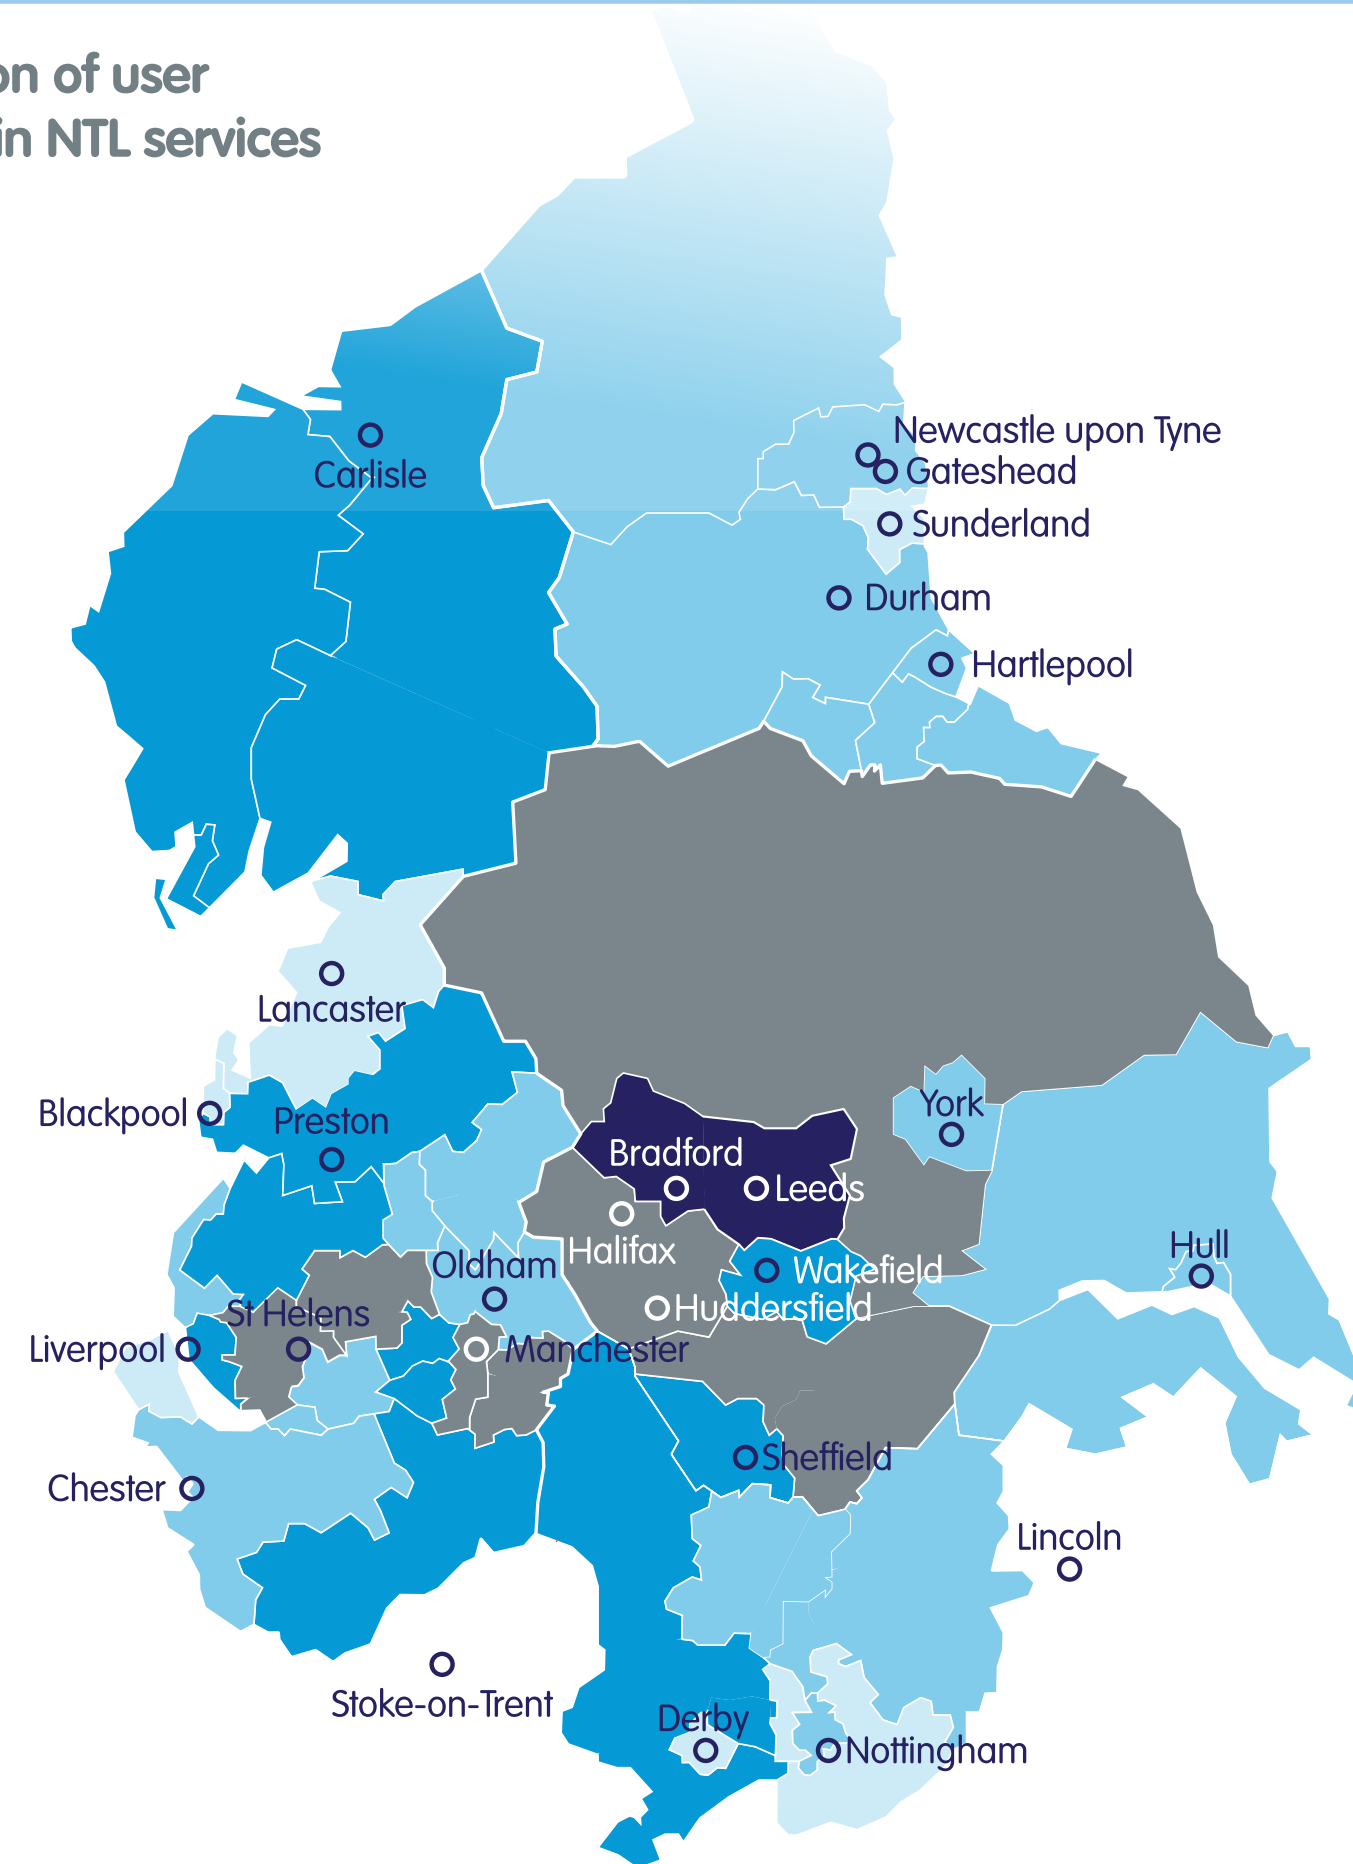 on of user
in NTL services
Newcastle upon Tyne
Gateshead
Carlisle
Sunderland
Durham
Hartlepool
Lancaster
Blackpool
Preston
York
Bradford
Leeds
Halifax
Hull
Oldham
Wakefield
St Helens
Huddersfield
Liverpool
Manchester
Sheffield
Chester
Lincoln
Stoke-on-Trent
Derby
Nottingham